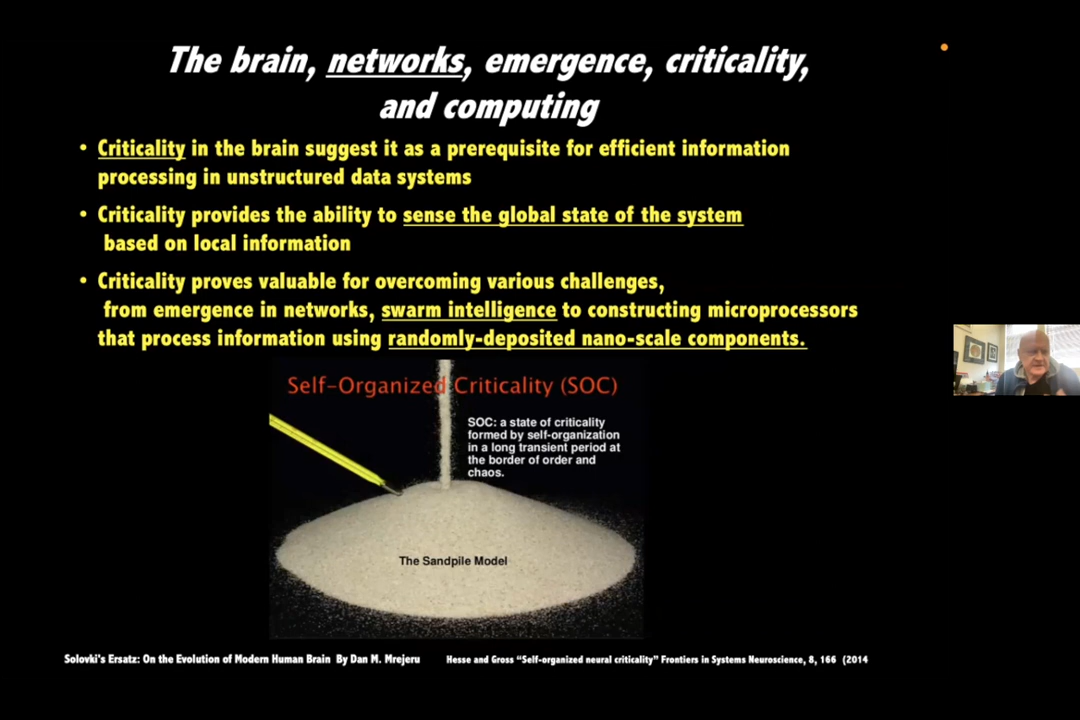 The brain, networks, emergence, criticality,
and computing
• Criticality in the brain suggest it as a prerequisite for efficient information
processing in unstructured data systems
• Criticality provides the ability to sense the global state of the system
based on local information
• Criticality proves valuable for overcoming various challenges,
from emergence in networks, swarm intelligence to constructing microprocessors
that process information using randomly-deposited nano-scale components.
Self-Organized Criticality (SOC)
SOC: a state of criticality
formed by self-organization
in a long transient period at
the border of order and
chaos.
The Sandpile Model
Solovki's Ersatz: On the Evolution of Modern Human Brain By Dan M. Mrejeru
Hesse and Gross “Self-organized neural criticality” Frontiers in Systems Neuroscience, 8, 166 (2014